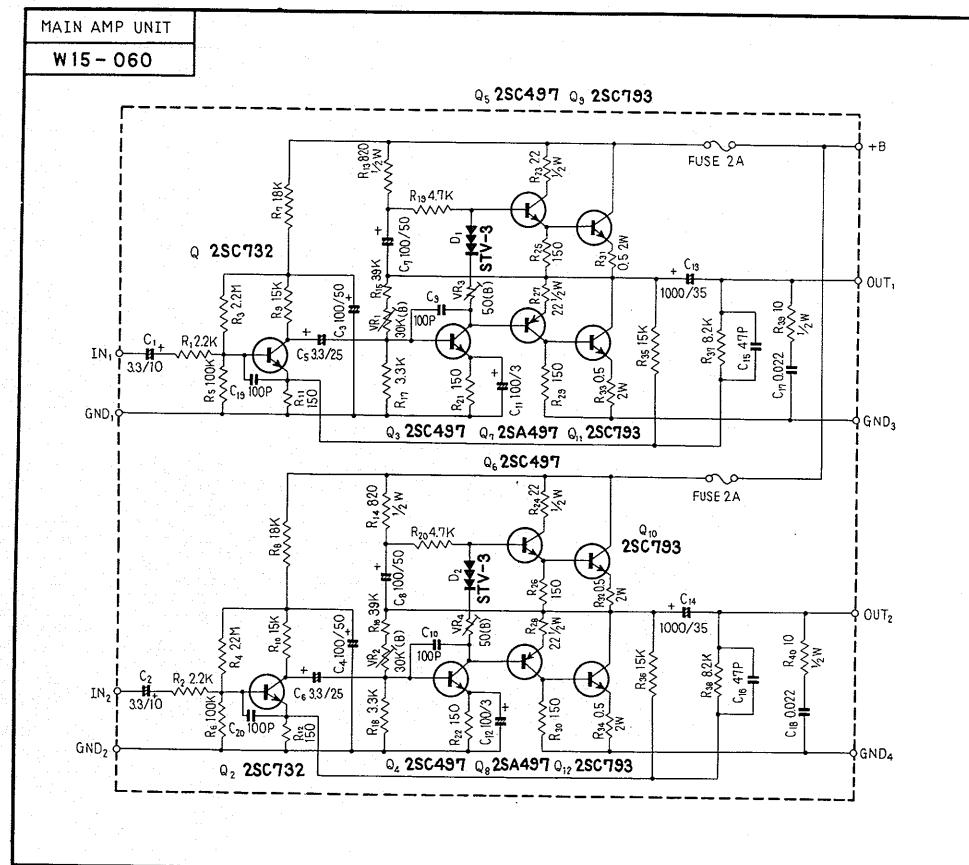 MAIN AMP UNIT
W15-060
Q5 2SC497 Q9 2SC793
+B
FUSE 2A
R13 820
1/2W
R23 22
1/2W
R7 18K
R19 4.7K
D1
STV-3
C7 100/50
+
R25
150
R31
0.5 2W
Q 2SC732
R3 2.2M
R9 15K
C3 100/50
+
R15 39K
VR1
30K(B)
C9
100P
VR3
50(B)
R27
22 1/2W
+ C13
1000/35
OUT1
IN1
C1
3.3/10
+
R1 2.2K
+
C5 3.3/25
R35 15K
R37 8.2K
C15 47P
R39 10
1/2W
C17 0.022
R5 100K
C19 100P
R11
150
R17 3.31K
R21 150
+
C11 100/3
R29 150
R33 0.5
2W
GND1
GND3
Q3 2SC497 Q7 2SA497 Q11 2SC793
Q6 2SC497
FUSE 2A
R14 820
1/2W
R24 22
1/2W
R8 18K
R20 4.7K
Q10
2SC793
D2
STV-3
+
C8 100/50
R26
150
R32 0.5
2W
C14
+
1000/35
OUT2
R4 22M
R10 15K
+
C4 100/50
R16 39K
VR2
30K(B)
C10
100P
VR4
50(B)
R28
22 1/2W
IN2
C2
3.3/10
+
R2 2.2K
+
C6 3.3/25
R36 15K
R38 8.2K
C16 47P
R40 10
1/2W
C18 0.022
R6 100K
C20 100P
R12
150
R18 3.3K
R22 150
+
C12 100/3
R30 150
R34 0.5
2W
GND2
GND4
Q2 2SC732
Q4 2SC497 Q8 2SA497 Q12 2SC793